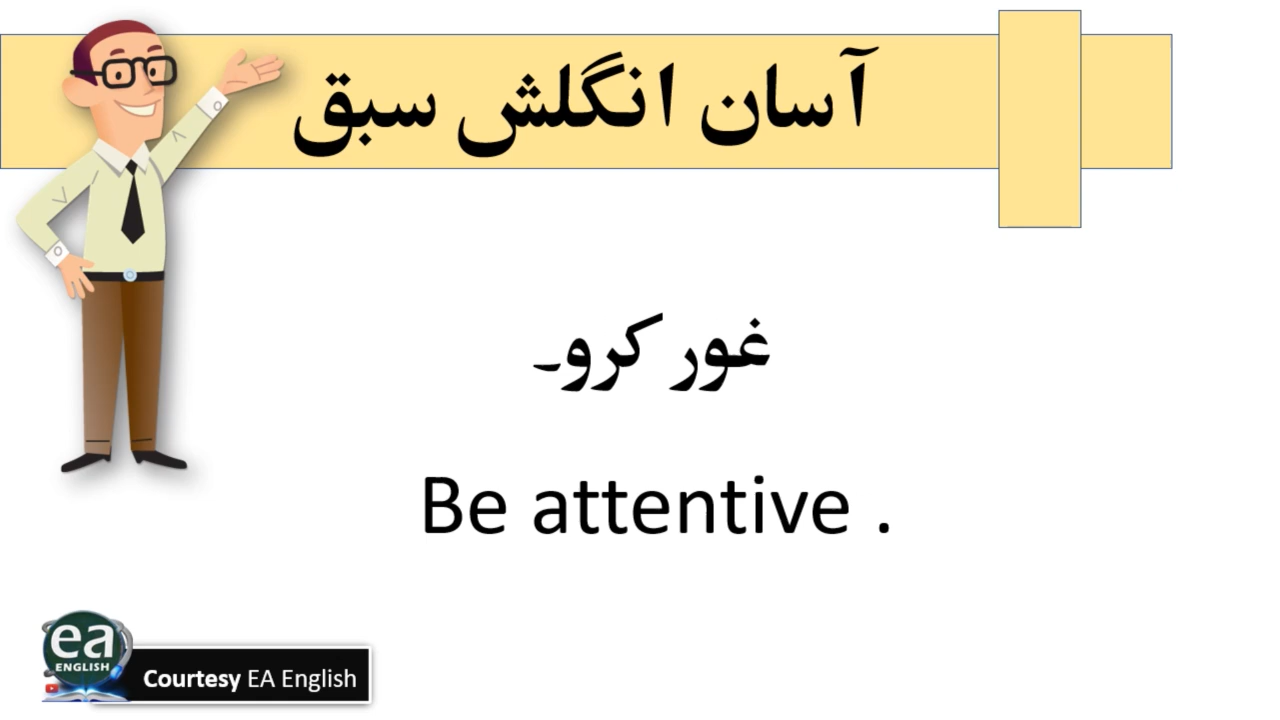 آسان انگلش سبق
غور کرو۔
Be attentive .
ea
ENGLISH
Courtesy EA English